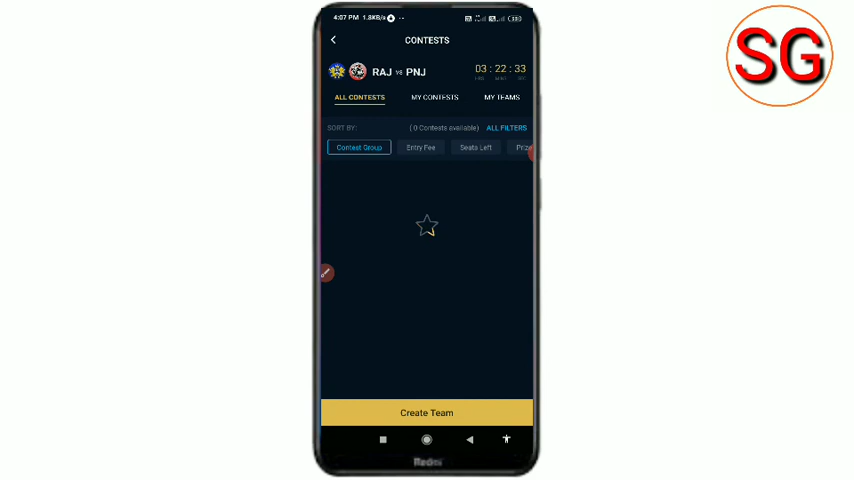 4:07 PM 1.8KB/s
SG
CONTESTS
RAJ vs PNJ
03 : 22 : 33
ALL CONTESTS MY CONTESTS MY TEAMS
SORT BY: ( 0 Contests available) ALL FILTERS
Contest Group Entry Fee Seats Left Prize
Create Team
Redmi